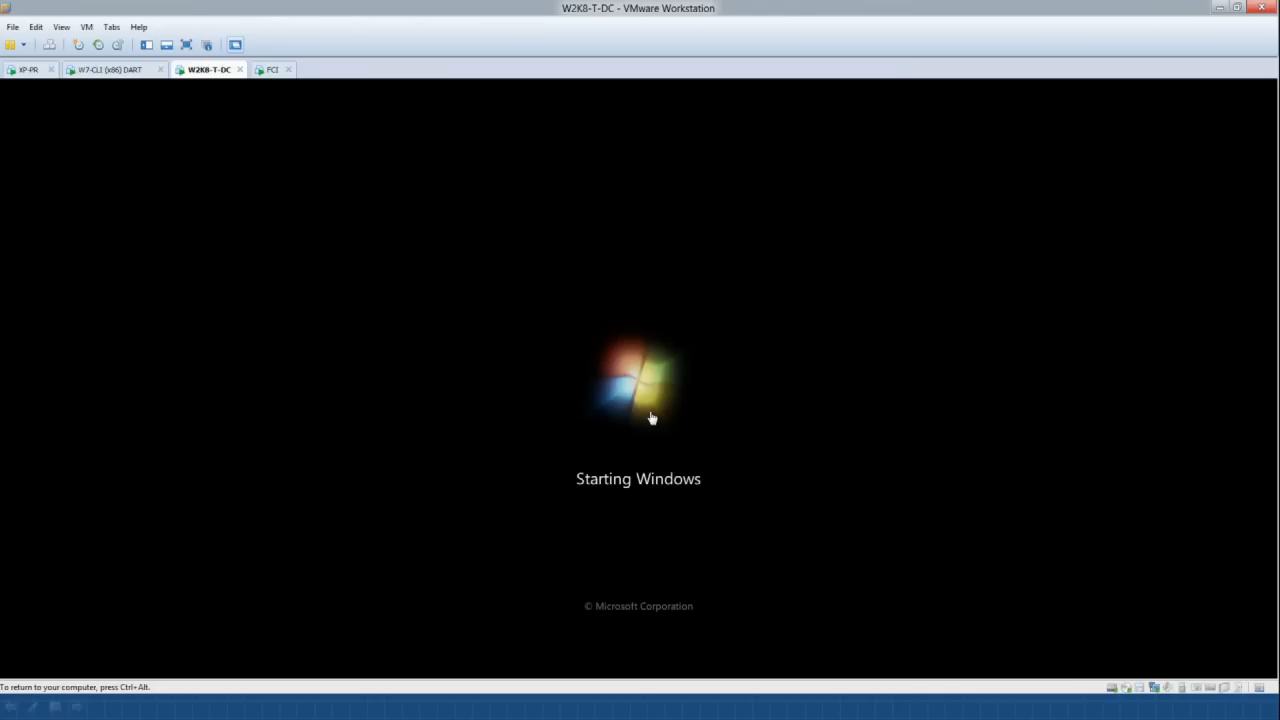 W2K8-T-DC - VMware Workstation
File Edit View VM Tabs Help
XP-PR W7-CLI (x86) DART W2K8-T-DC FCI
Starting Windows
© Microsoft Corporation
To return to your computer, press Ctrl+Alt.